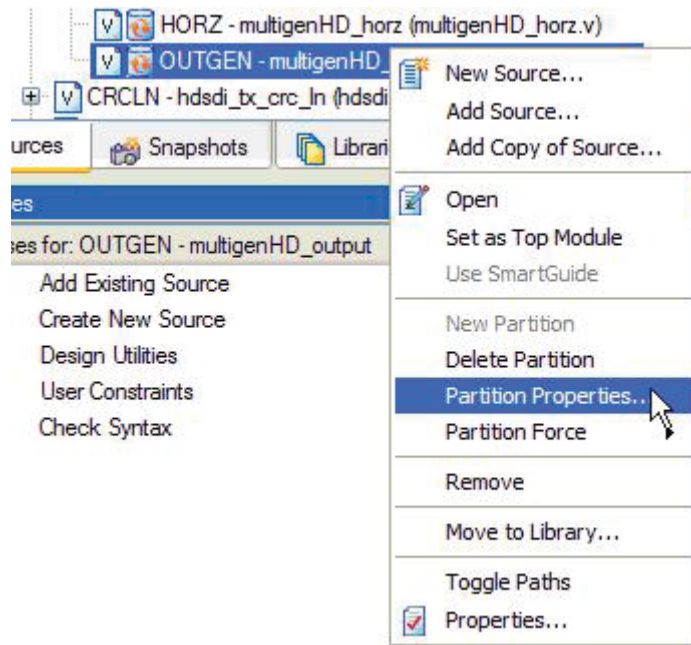 V HORZ - multigenHD_horz (multigenHD_horz.v)
V OUTGEN - multigenHD_
V CRCLN - hdsdi_tx_crc_ln (hdsdi
urces Snapshots Librari
es
ses for: OUTGEN - multigenHD_output
Add Existing Source
Create New Source
Design Utilities
User Constraints
Check Syntax
New Source...
Add Source...
Add Copy of Source...
Open
Set as Top Module
Use SmartGuide
New Partition
Delete Partition
Partition Properties...
Partition Force
Remove
Move to Library...
Toggle Paths
Properties...